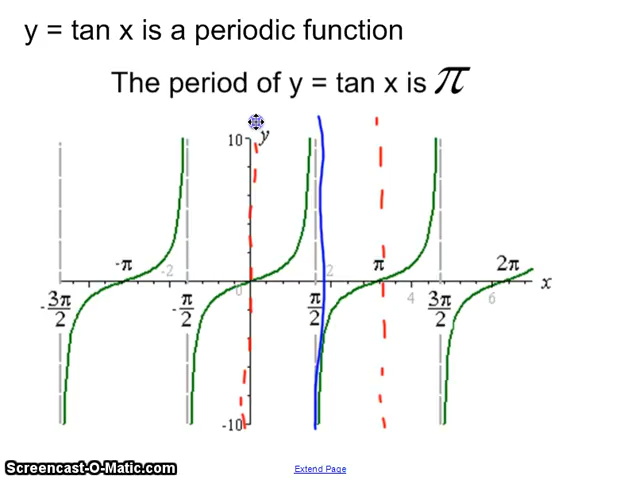 y = tan x is a periodic function
The period of y = tan x is π
10 y
-π -2 2 π 2π
0 x
-3π/2 -π/2 π/2 4 3π/2 6
-10
Extend Page
Screencast-O-Matic.com